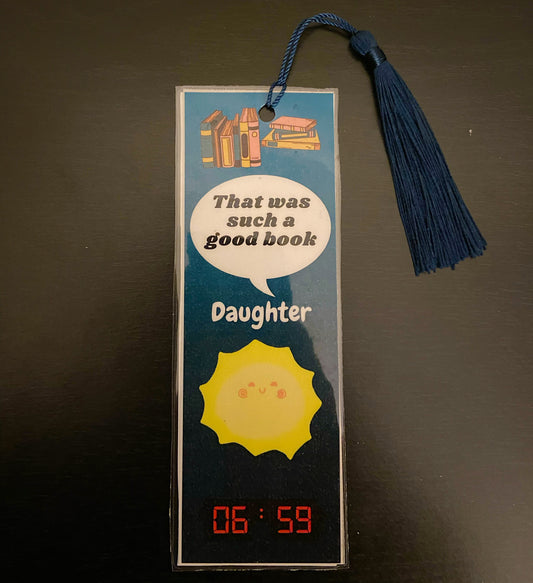 That was
such a
good book
Daughter
06 : 59